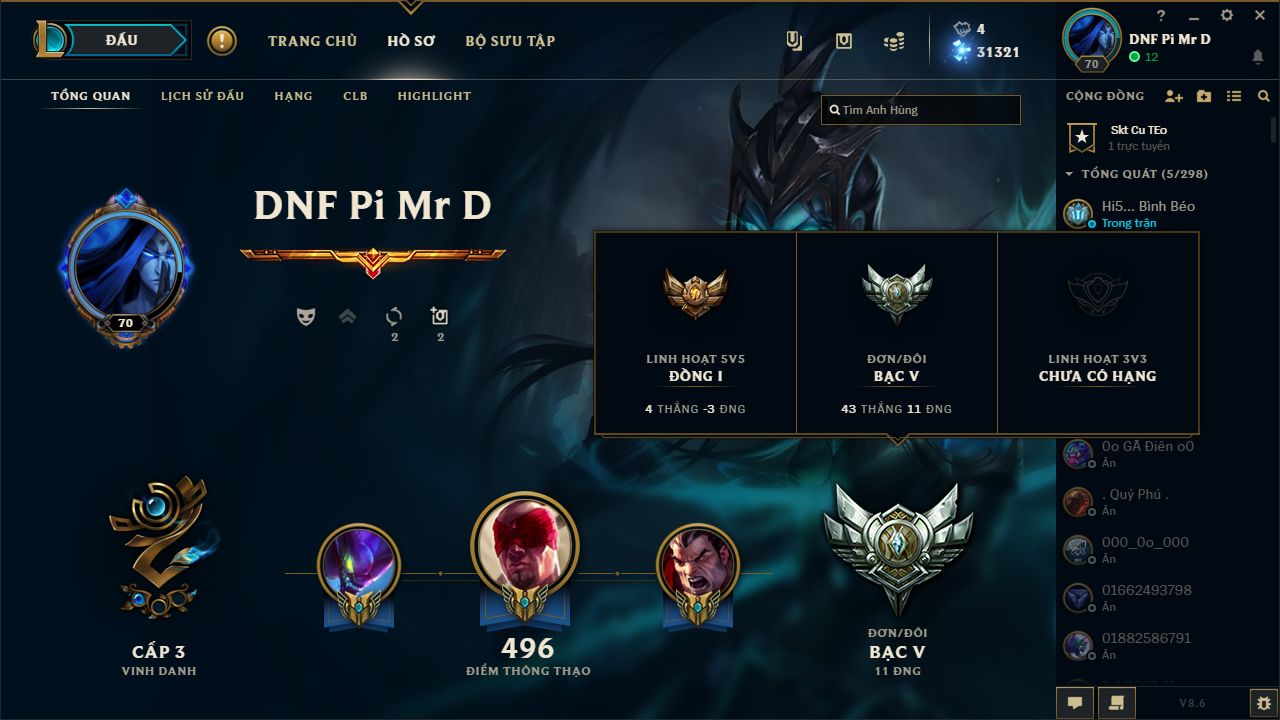 ĐẤU
TRANG CHỦ
HỒ SƠ
BỘ SƯU TẬP
4
31321
?
DNF Pi Mr D
12
70
TỔNG QUAN
LỊCH SỬ ĐẤU
HẠNG
CLB
HIGHLIGHT
Tìm Anh Hùng
CỘNG ĐỒNG
Skt Cu TEo
1 trực tuyến
TỔNG QUÁT (5/298)
Hi5... Bình Béo
Trong trận
DNF Pi Mr D
70
2
2
LINH HOẠT 5V5
ĐỒNG I
4 THẮNG -3 ĐNG
ĐƠN/ĐÔI
BẠC V
43 THẮNG 11 ĐNG
LINH HOẠT 3V3
CHƯA CÓ HẠNG
0o GÃ Điên o0
Ẩn
. Quý Phú .
Ẩn
000_0o_000
Ẩn
01662493798
Ẩn
01882586791
Ẩn
CẤP 3
VINH DANH
496
ĐIỂM THÔNG THẠO
ĐƠN/ĐÔI
BẠC V
11 ĐNG
V8.6